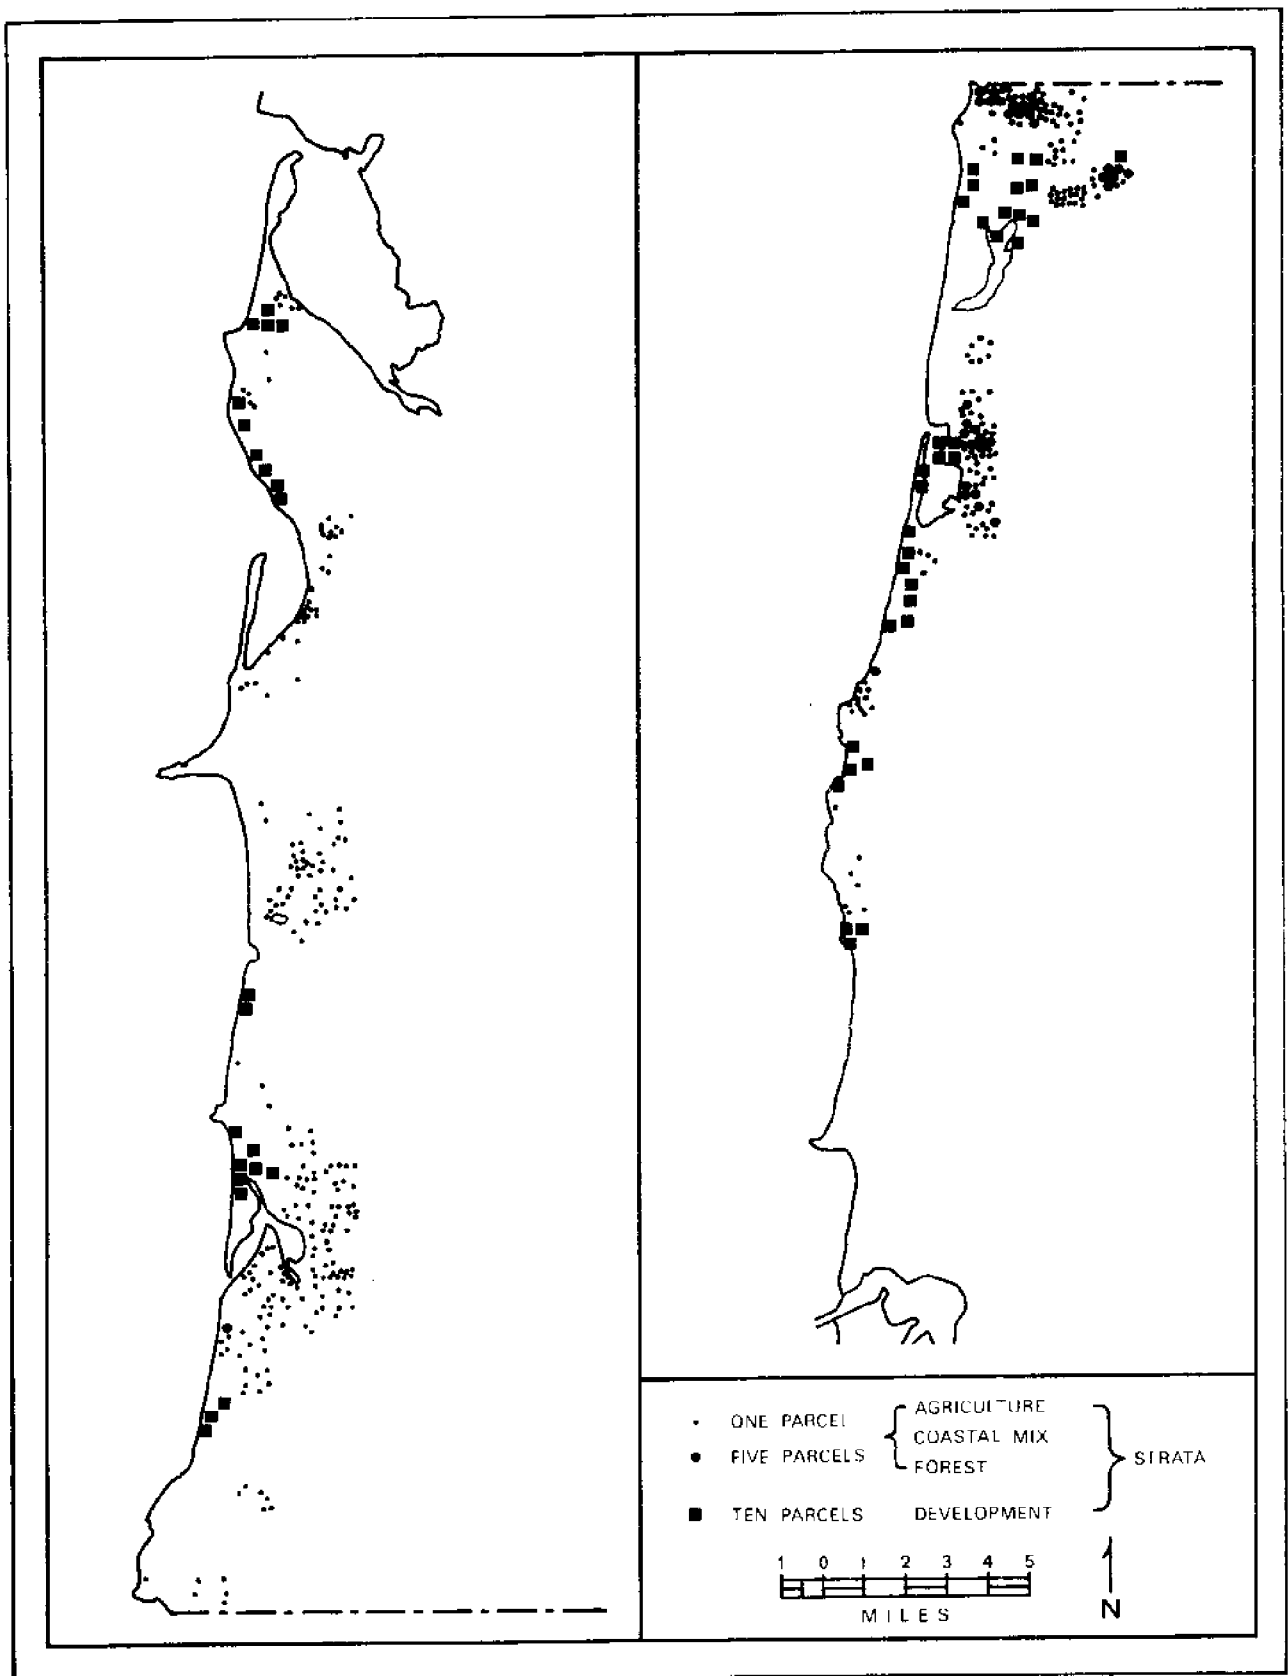 ONE PARCEL
FIVE PARCELS
AGRICULTURE
COASTAL MIX
FOREST
STRATA
TEN PARCELS DEVELOPMENT
1 0 1 2 3 4 5
MILES
N